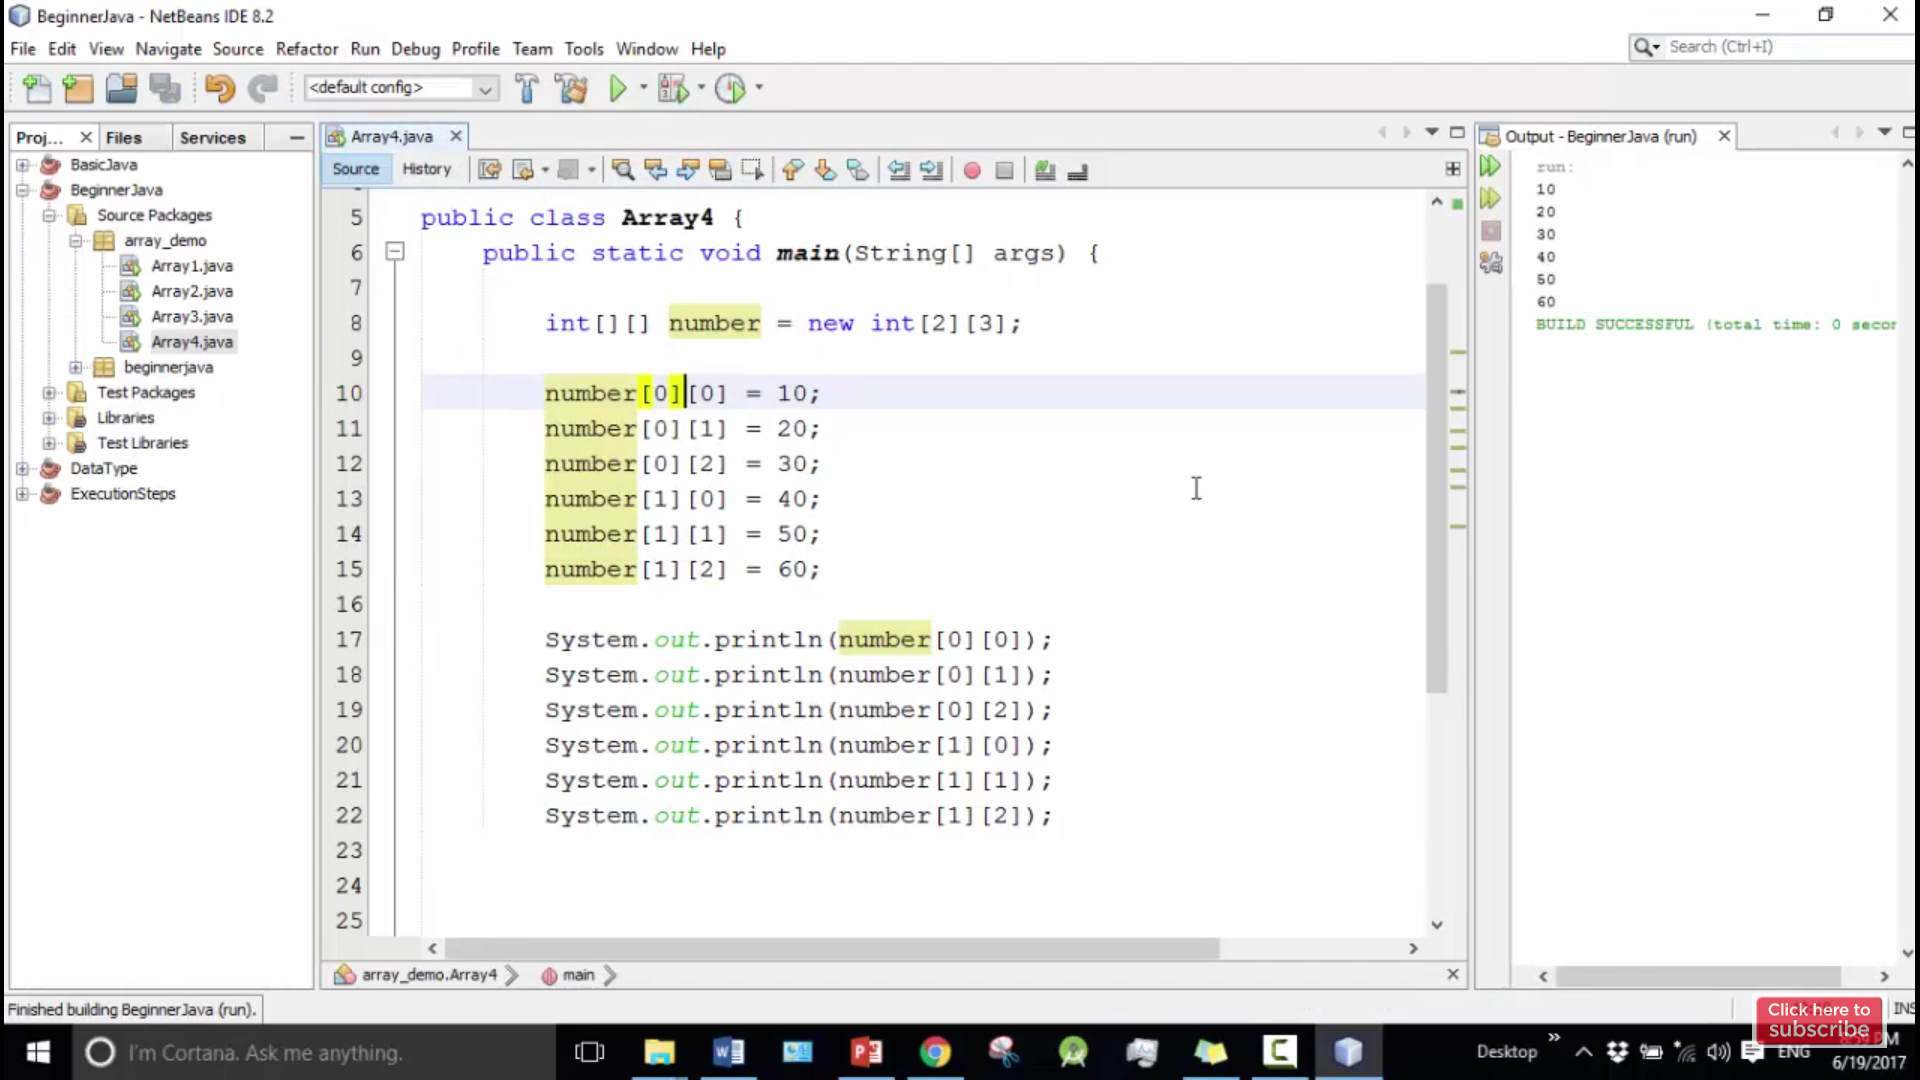 BeginnerJava - NetBeans IDE 8.2
File Edit View Navigate Source Refactor Run Debug Profile Team Tools Window Help
Search (Ctrl+I)
<default config>
Proj... Files Services
BasicJava
BeginnerJava
Source Packages
array_demo
Array1.java
Array2.java
Array3.java
Array4.java
beginnerjava
Test Packages
Libraries
Test Libraries
DataType
ExecutionSteps
Array4.java
Source History
5 public class Array4 {
6 public static void main(String[] args) {
7
8 int[][] number = new int[2][3];
9
10 number[0][0] = 10;
11 number[0][1] = 20;
12 number[0][2] = 30;
13 number[1][0] = 40;
14 number[1][1] = 50;
15 number[1][2] = 60;
16
17 System.out.println(number[0][0]);
18 System.out.println(number[0][1]);
19 System.out.println(number[0][2]);
20 System.out.println(number[1][0]);
21 System.out.println(number[1][1]);
22 System.out.println(number[1][2]);
23
24
25
array_demo.Array4 main
Output - BeginnerJava (run)
run:
10
20
30
40
50
60
BUILD SUCCESSFUL (total time: 0 secon
Finished building BeginnerJava (run).
INS
Click here to
subscribe
I'm Cortana. Ask me anything.
Desktop
ENG
6/19/2017